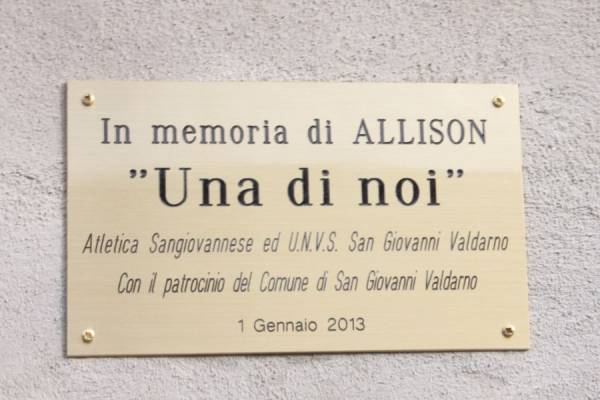 In memoria di ALLISON
"Una di noi"
Atletica Sangiovannese ed U.N.V.S. San Giovanni Valdarno
Con il patrocinio del Comune di San Giovanni Valdarno
1 Gennaio 2013